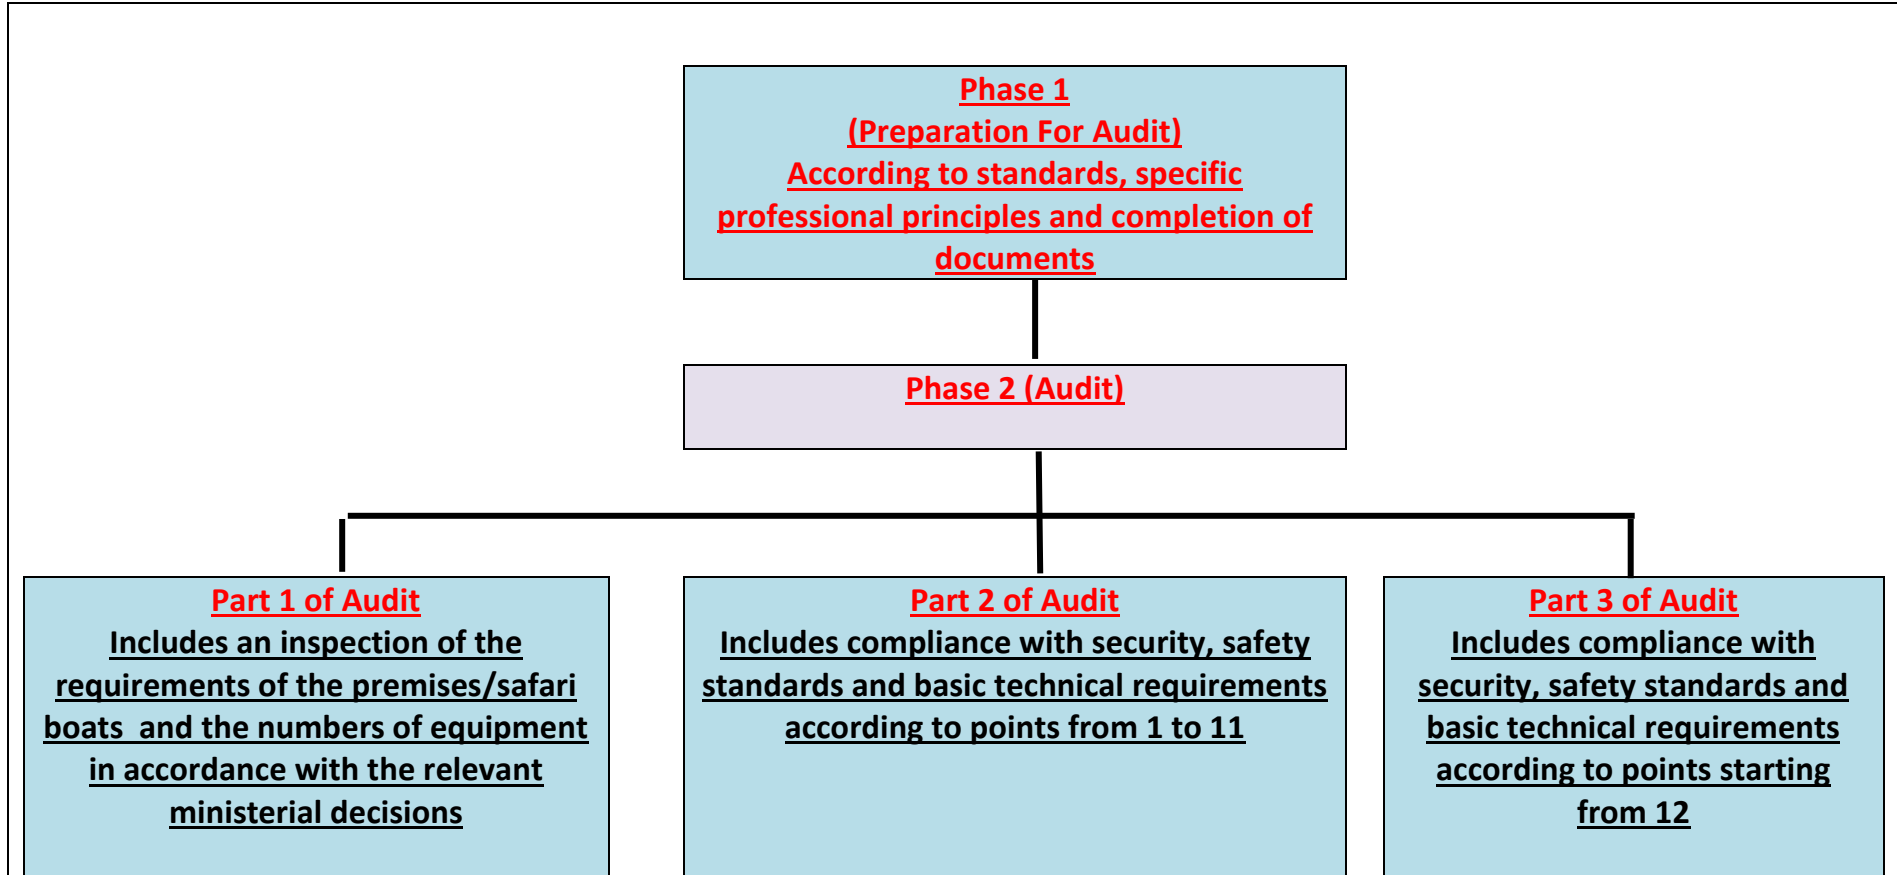 Phase 1
(Preparation For Audit)
According to standards, specific
professional principles and completion of
documents
Phase 2 (Audit)
Part 1 of Audit
Includes an inspection of the
requirements of the premises/safari
boats and the numbers of equipment
in accordance with the relevant
ministerial decisions
Part 2 of Audit
Includes compliance with security, safety
standards and basic technical requirements
according to points from 1 to 11
Part 3 of Audit
Includes compliance with
security, safety standards and
basic technical requirements
according to points starting
from 12